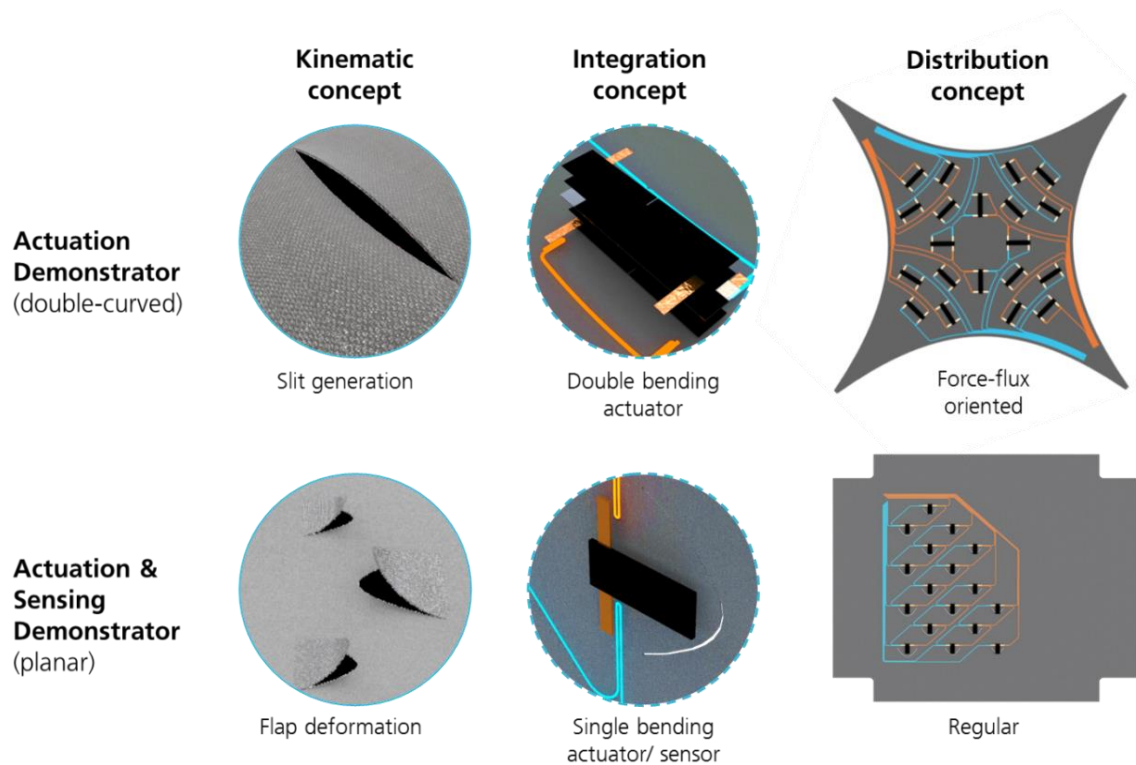 Kinematic
concept
Integration
concept
Distribution
concept
Actuation
Demonstrator
(double-curved)
Slit generation
Double bending
actuator
Force-flux
oriented
Actuation &
Sensing
Demonstrator
(planar)
Flap deformation
Single bending
actuator/ sensor
Regular